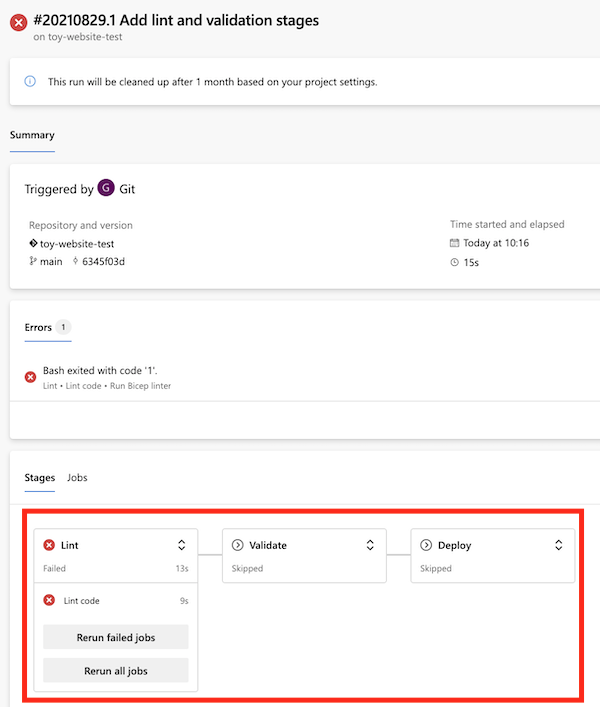 #20210829.1 Add lint and validation stages
on toy-website-test
This run will be cleaned up after 1 month based on your project settings.
Summary
Triggered by G Git
Repository and version
Time started and elapsed
toy-website-test
Today at 10:16
main 6345f03d
15s
Errors 1
Bash exited with code '1'.
Lint • Lint code • Run Bicep linter
Stages Jobs
Lint
Failed 13s
Lint code 9s
Rerun failed jobs
Rerun all jobs
Validate
Skipped
Deploy
Skipped